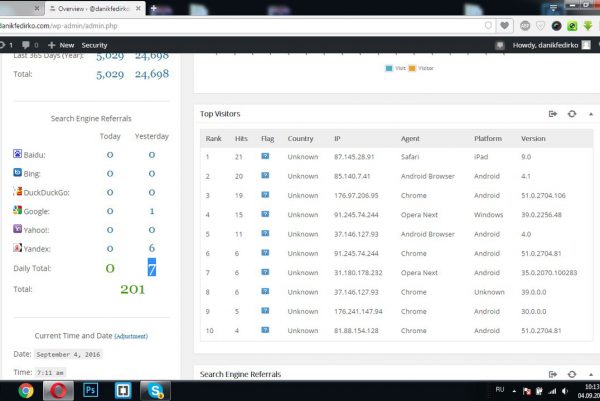 Overview ‹ @danikfedirko
danikfedirko.com/wp-admin/admin.php
1 0 New Security Howdy, danikfedirko
Last 365 Days (Year): 5,029 24,698
Total: 5,029 24,698
Visit Visitor
Search Engine Referrals
Today Yesterday
Baidu: 0 0
Bing: 0 0
DuckDuckGo: 0 0
Google: 0 1
Yahoo!: 0 0
Yandex: 0 6
Daily Total: 0 7
Total: 201
Current Time and Date (Adjustment)
Date: September 4, 2016
Time: 7:11 am
Top Visitors
Rank Hits Flag Country IP Agent Platform Version
1 21 ? Unknown 87.145.28.91 Safari iPad 9.0
2 20 ? Unknown 85.140.7.41 Android Browser Android 4.1
3 19 ? Unknown 176.97.206.95 Chrome Android 51.0.2704.106
4 15 ? Unknown 91.245.74.244 Opera Next Windows 39.0.2256.48
5 11 ? Unknown 37.146.127.93 Android Browser Android 4.0
6 6 ? Unknown 91.245.74.244 Chrome Android 51.0.2704.81
7 6 ? Unknown 31.180.178.232 Opera Next Android 35.0.2070.100283
8 6 ? Unknown 37.146.127.93 Chrome Unknown 39.0.0.0
9 5 ? Unknown 176.241.147.94 Chrome Android 30.0.0.0
10 4 ? Unknown 81.88.154.128 Chrome Android 51.0.2704.81
Search Engine Referrals
Ps
RU 10:13
04.09.20